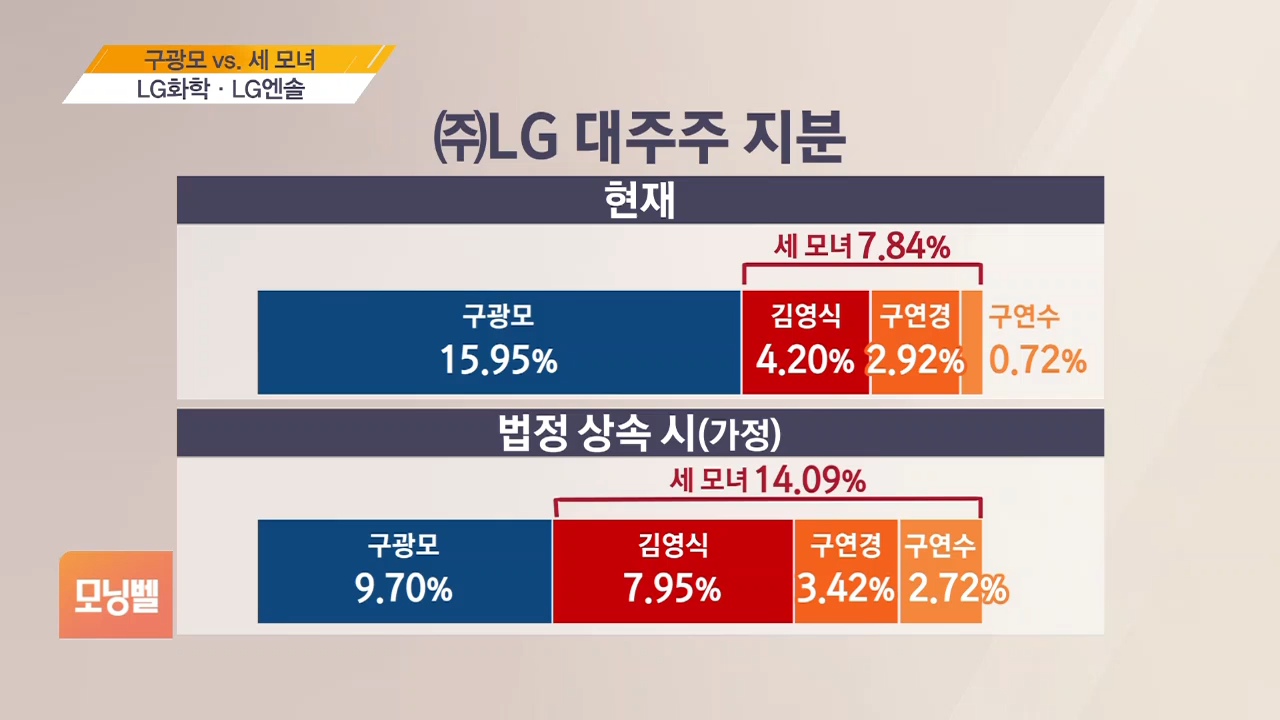 구광모 vs. 세 모녀
LG화학 · LG엔솔
㈜LG 대주주 지분
현재
세 모녀 7.84%
구광모
15.95%
김영식
4.20%
구연경
2.92%
구연수
0.72%
법정 상속 시(가정)
세 모녀 14.09%
구광모
9.70%
김영식
7.95%
구연경
3.42%
구연수
2.72%
모닝벨